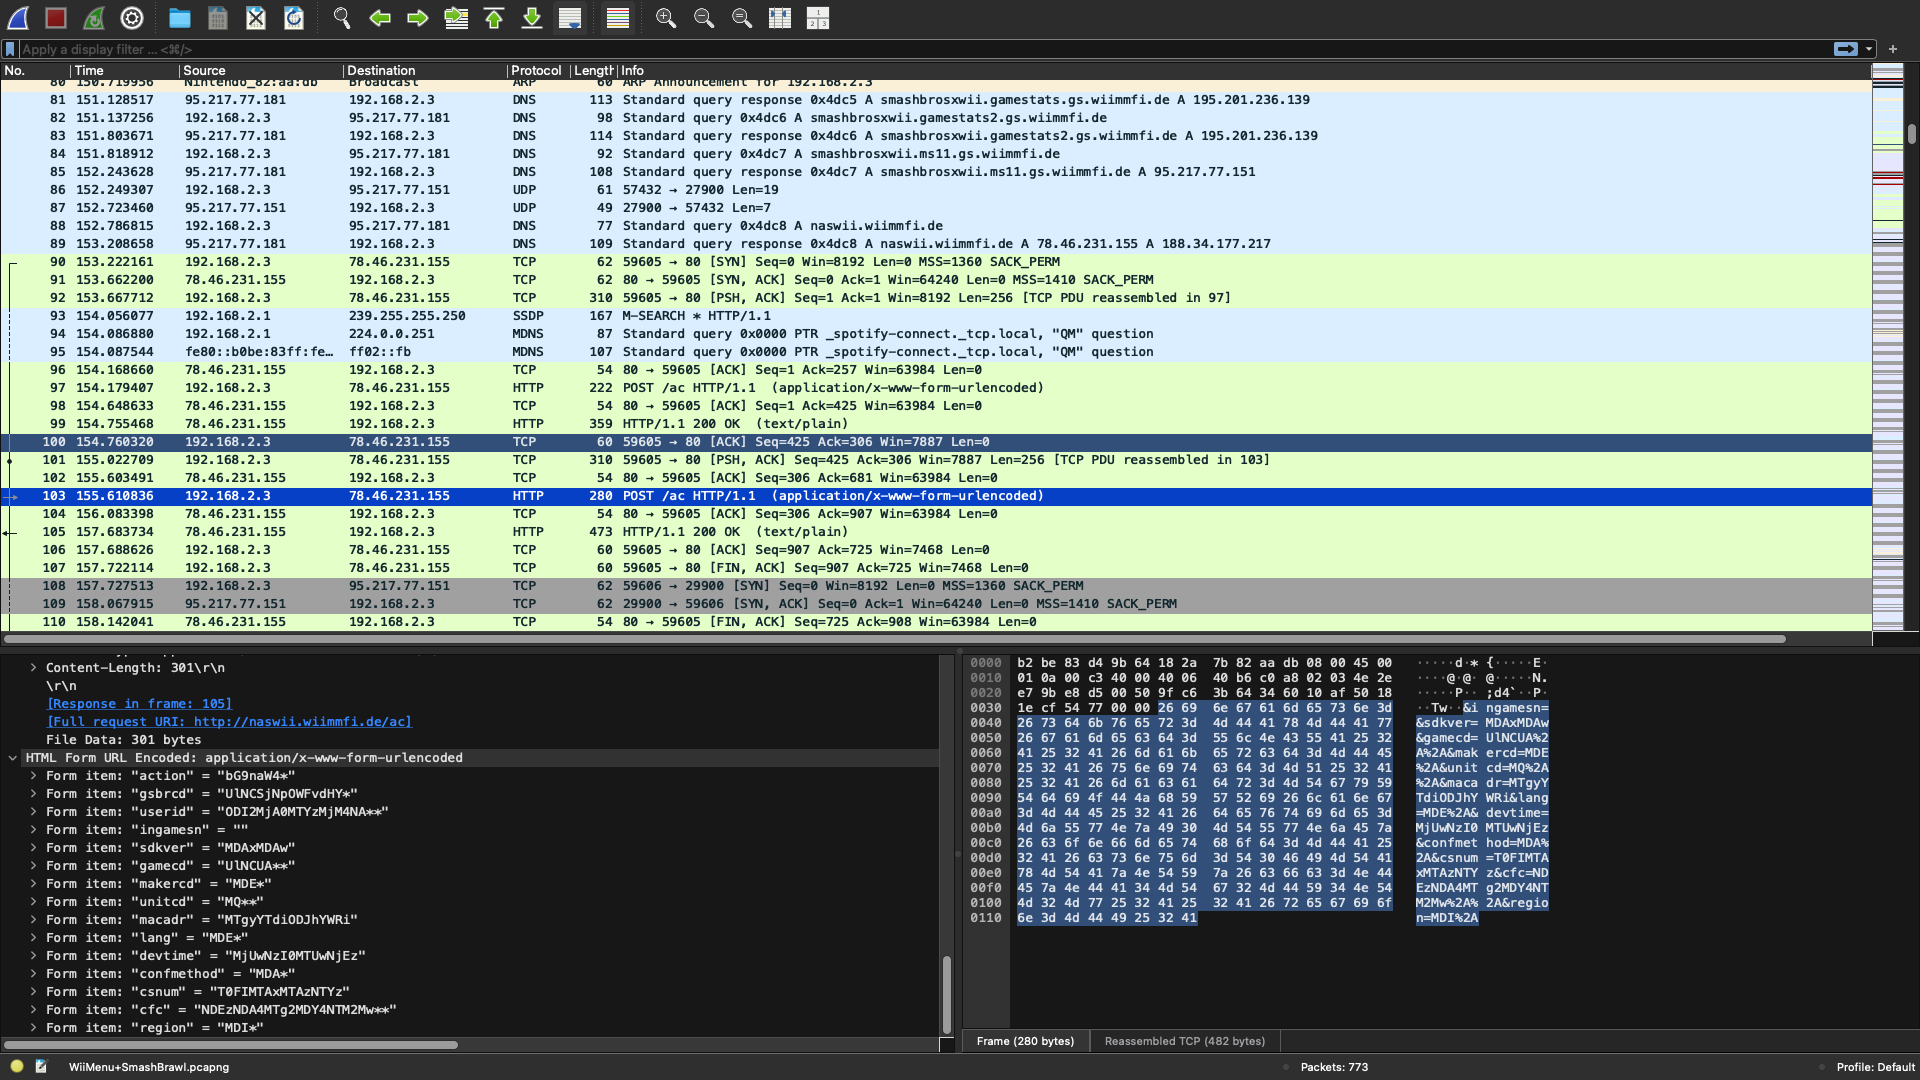 Apply a display filter ... <⌘/>
No. Time Source Destination Protocol Length Info
80 150.719956 Nintendo_82:aa:db Broadcast ARP 60 ARP Announcement for 192.168.2.3
81 151.128517 95.217.77.181 192.168.2.3 DNS 113 Standard query response 0x4dc5 A smashbrosxwii.gamestats.gs.wiimmfi.de A 195.201.236.139
82 151.137256 192.168.2.3 95.217.77.181 DNS 98 Standard query 0x4dc6 A smashbrosxwii.gamestats2.gs.wiimmfi.de
83 151.803671 95.217.77.181 192.168.2.3 DNS 114 Standard query response 0x4dc6 A smashbrosxwii.gamestats2.gs.wiimmfi.de A 195.201.236.139
84 151.818912 192.168.2.3 95.217.77.181 DNS 92 Standard query 0x4dc7 A smashbrosxwii.ms11.gs.wiimmfi.de
85 152.243628 95.217.77.181 192.168.2.3 DNS 108 Standard query response 0x4dc7 A smashbrosxwii.ms11.gs.wiimmfi.de A 95.217.77.151
86 152.249307 192.168.2.3 95.217.77.151 UDP 61 57432 → 27900 Len=19
87 152.723460 95.217.77.151 192.168.2.3 UDP 49 27900 → 57432 Len=7
88 152.786815 192.168.2.3 95.217.77.181 DNS 77 Standard query 0x4dc8 A naswii.wiimmfi.de
89 153.208658 95.217.77.181 192.168.2.3 DNS 109 Standard query response 0x4dc8 A naswii.wiimmfi.de A 78.46.231.155 A 188.34.177.217
90 153.222161 192.168.2.3 78.46.231.155 TCP 62 59605 → 80 [SYN] Seq=0 Win=8192 Len=0 MSS=1360 SACK_PERM
91 153.662200 78.46.231.155 192.168.2.3 TCP 62 80 → 59605 [SYN, ACK] Seq=0 Ack=1 Win=64240 Len=0 MSS=1410 SACK_PERM
92 153.667712 192.168.2.3 78.46.231.155 TCP 310 59605 → 80 [PSH, ACK] Seq=1 Ack=1 Win=8192 Len=256 [TCP PDU reassembled in 97]
93 154.056077 192.168.2.1 239.255.255.250 SSDP 167 M-SEARCH * HTTP/1.1
94 154.086880 192.168.2.1 224.0.0.251 MDNS 87 Standard query 0x0000 PTR _spotify-connect._tcp.local, "QM" question
95 154.087544 fe80::b0be:83ff:fe… ff02::fb MDNS 107 Standard query 0x0000 PTR _spotify-connect._tcp.local, "QM" question
96 154.168660 78.46.231.155 192.168.2.3 TCP 54 80 → 59605 [ACK] Seq=1 Ack=257 Win=63984 Len=0
97 154.179407 192.168.2.3 78.46.231.155 HTTP 222 POST /ac HTTP/1.1 (application/x-www-form-urlencoded)
98 154.648633 78.46.231.155 192.168.2.3 TCP 54 80 → 59605 [ACK] Seq=1 Ack=425 Win=63984 Len=0
99 154.755468 78.46.231.155 192.168.2.3 HTTP 359 HTTP/1.1 200 OK (text/plain)
100 154.760320 192.168.2.3 78.46.231.155 TCP 60 59605 → 80 [ACK] Seq=425 Ack=306 Win=7887 Len=0
101 155.022709 192.168.2.3 78.46.231.155 TCP 310 59605 → 80 [PSH, ACK] Seq=425 Ack=306 Win=7887 Len=256 [TCP PDU reassembled in 103]
102 155.603491 78.46.231.155 192.168.2.3 TCP 54 80 → 59605 [ACK] Seq=306 Ack=681 Win=63984 Len=0
103 155.610836 192.168.2.3 78.46.231.155 HTTP 280 POST /ac HTTP/1.1 (application/x-www-form-urlencoded)
104 156.083398 78.46.231.155 192.168.2.3 TCP 54 80 → 59605 [ACK] Seq=306 Ack=907 Win=63984 Len=0
105 157.683734 78.46.231.155 192.168.2.3 HTTP 473 HTTP/1.1 200 OK (text/plain)
106 157.688626 192.168.2.3 78.46.231.155 TCP 60 59605 → 80 [ACK] Seq=907 Ack=725 Win=7468 Len=0
107 157.722114 192.168.2.3 78.46.231.155 TCP 60 59605 → 80 [FIN, ACK] Seq=907 Ack=725 Win=7468 Len=0
108 157.727513 192.168.2.3 95.217.77.151 TCP 62 59606 → 29900 [SYN] Seq=0 Win=8192 Len=0 MSS=1360 SACK_PERM
109 158.067915 95.217.77.151 192.168.2.3 TCP 62 29900 → 59606 [SYN, ACK] Seq=0 Ack=1 Win=64240 Len=0 MSS=1410 SACK_PERM
110 158.142041 78.46.231.155 192.168.2.3 TCP 54 80 → 59605 [FIN, ACK] Seq=725 Ack=908 Win=63984 Len=0
Content-Length: 301\r\n
\r\n
[Response in frame: 105]
[Full request URI: http://naswii.wiimmfi.de/ac]
File Data: 301 bytes
HTML Form URL Encoded: application/x-www-form-urlencoded
Form item: "action" = "bG9naW4*"
Form item: "gsbrcd" = "UlNCSjNpOWFvdHY*"
Form item: "userid" = "ODI2MjA0MTYzMjM4NA**"
Form item: "ingamesn" = ""
Form item: "sdkver" = "MDAxMDAw"
Form item: "gamecd" = "UlNCUA**"
Form item: "makercd" = "MDE*"
Form item: "unitcd" = "MQ**"
Form item: "macadr" = "MTgyYTdiODJhYWRi"
Form item: "lang" = "MDE*"
Form item: "devtime" = "MjUwNzI0MTUwNjEz"
Form item: "confmethod" = "MDA*"
Form item: "csnum" = "T0FIMTAxMTAzNTYz"
Form item: "cfc" = "NDEzNDA4MTg2MDY4NTM2Mw**"
Form item: "region" = "MDI*"
0000 b2 be 83 d4 9b 64 18 2a 7b 82 aa db 08 00 45 00 ·····d·* {·····E·
0010 01 0a 00 c3 40 00 40 06 40 b6 c0 a8 02 03 4e 2e ····@·@· @·····N.
0020 e7 9b e8 d5 00 50 9f c6 3b 64 34 60 10 af 50 18 ·····P·· ;d4`··P·
0030 1e cf 54 77 00 00 26 69 6e 67 61 6d 65 73 6e 3d ··Tw··&i ngamesn=
0040 26 73 64 6b 76 65 72 3d 4d 44 41 78 4d 44 41 77 &sdkver= MDAxMDAw
0050 26 67 61 6d 65 63 64 3d 55 6c 4e 43 55 41 25 32 &gamecd= UlNCUA%2
0060 41 25 32 41 26 6d 61 6b 65 72 63 64 3d 4d 44 45 A%2A&mak ercd=MDE
0070 25 32 41 26 75 6e 69 74 63 64 3d 4d 51 25 32 41 %2A&unit cd=MQ%2A
0080 25 32 41 26 6d 61 63 61 64 72 3d 4d 54 67 79 59 %2A&maca dr=MTgyY
0090 54 64 69 4f 44 4a 68 59 57 52 69 26 6c 61 6e 67 TdiODJhY WRi&lang
00a0 3d 4d 44 45 25 32 41 26 64 65 76 74 69 6d 65 3d =MDE%2A& devtime=
00b0 4d 6a 55 77 4e 7a 49 30 4d 54 55 77 4e 6a 45 7a MjUwNzI0 MTUwNjEz
00c0 26 63 6f 6e 66 6d 65 74 68 6f 64 3d 4d 44 41 25 &confmet hod=MDA%
00d0 32 41 26 63 73 6e 75 6d 3d 54 30 46 49 4d 54 41 2A&csnum =T0FIMTA
00e0 78 4d 54 41 7a 4e 54 59 7a 26 63 66 63 3d 4e 44 xMTAzNTY z&cfc=ND
00f0 45 7a 4e 44 41 34 4d 54 67 32 4d 44 59 34 4e 54 EzNDA4MT g2MDY4NT
0100 4d 32 4d 77 25 32 41 25 32 41 26 72 65 67 69 6f M2Mw%2A% 2A&regio
0110 6e 3d 4d 44 49 25 32 41 n=MDI%2A
Frame (280 bytes) Reassembled TCP (482 bytes)
WiiMenu+SmashBrawl.pcapng Packets: 773 Profile: Default